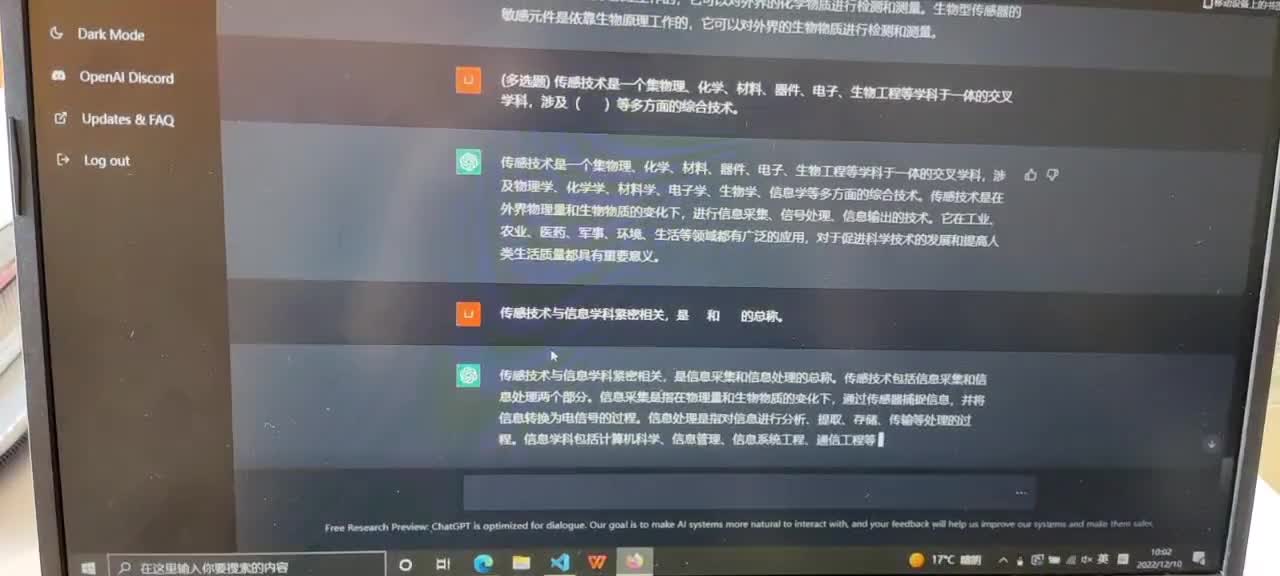 工作的，它可以对外界的化学物质进行检测和测量。生物型传感器的
敏感元件是依靠生物原理工作的，它可以对外界的生物物质进行检测和测量。
移动设备上的书签
Dark Mode
OpenAI Discord
Updates & FAQ
Log out
(多选题) 传感技术是一个集物理、化学、材料、器件、电子、生物工程等学科于一体的交叉
学科，涉及（ ）等多方面的综合技术。
传感技术是一个集物理、化学、材料、器件、电子、生物工程等学科于一体的交叉学科，涉
及物理学、化学学、材料学、电子学、生物学、信息学等多方面的综合技术。传感技术是在
外界物理量和生物物质的变化下，进行信息采集、信号处理、信息输出的技术。它在工业、
农业、医药、军事、环境、生活等领域都有广泛的应用，对于促进科学技术的发展和提高人
类生活质量都具有重要意义。
传感技术与信息学科紧密相关，是 和 的总称。
传感技术与信息学科紧密相关，是信息采集和信息处理的总称。传感技术包括信息采集和信
息处理两个部分。信息采集是指在物理量和生物物质的变化下，通过传感器捕捉信息，并将
信息转换为电信号的过程。信息处理是指对信息进行分析、提取、存储、传输等处理的过
程。信息学科包括计算机科学、信息管理、信息系统工程、通信工程等
Free Research Preview: ChatGPT is optimized for dialogue. Our goal is to make AI systems more natural to interact with, and your feedback will help us improve our systems and make them safer.
在这里输入你要搜索的内容
17°C 晴朗
英
10:02
2022/12/10